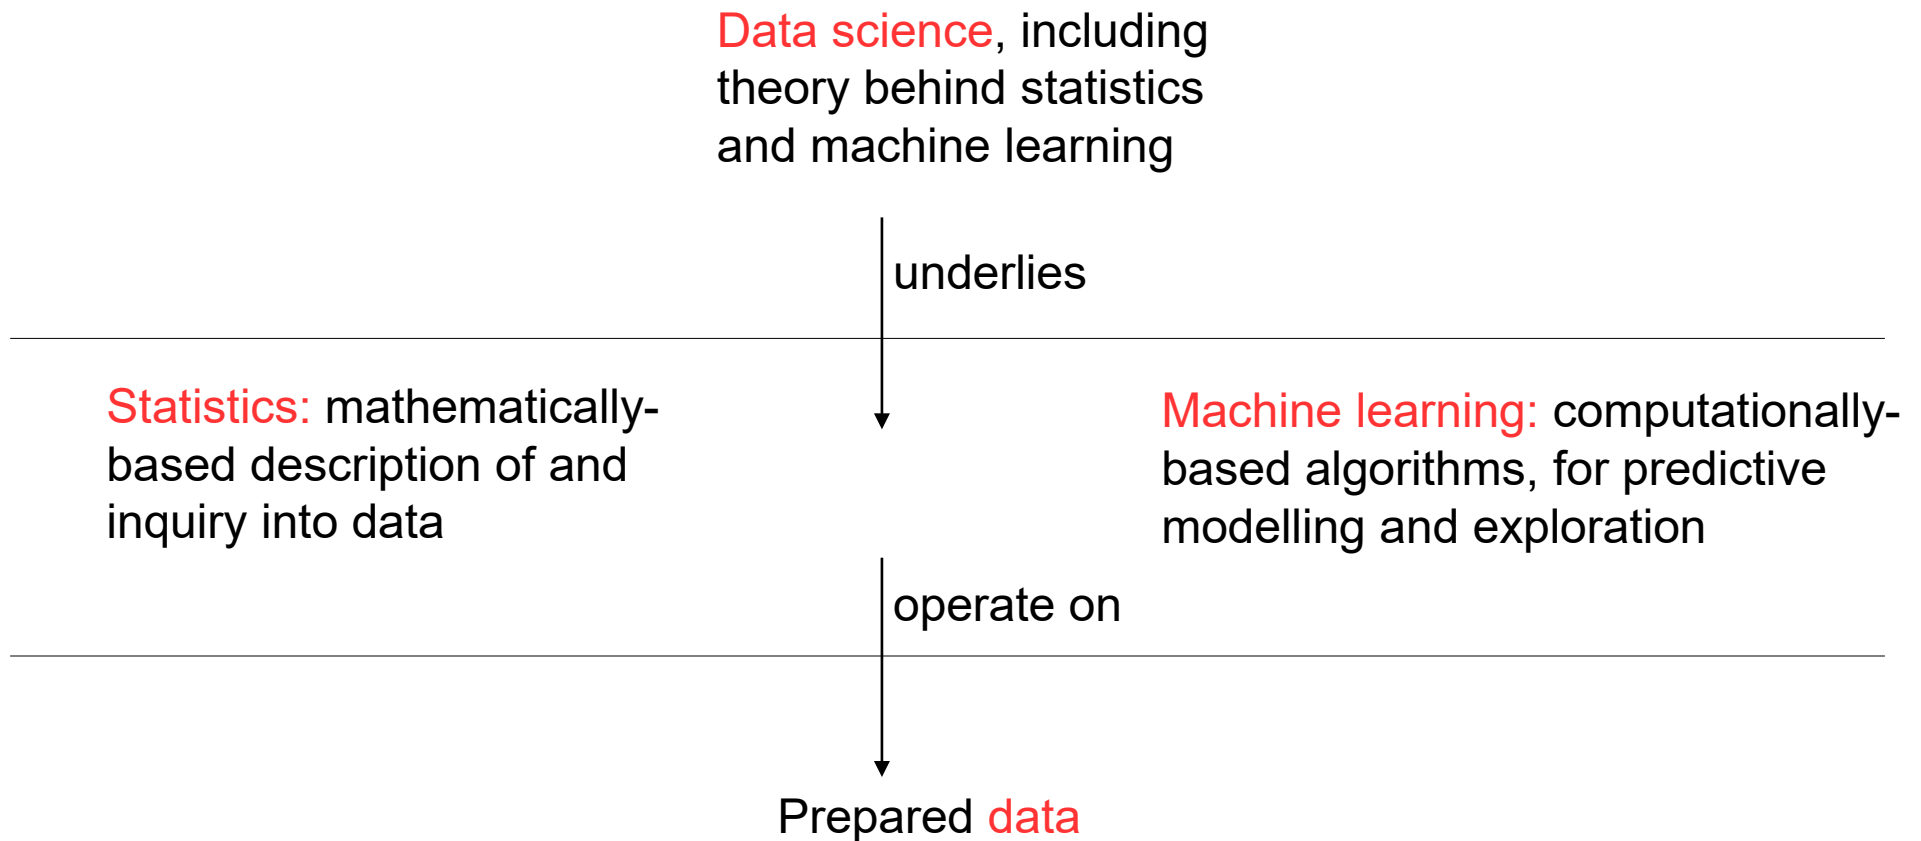 Data science, including
theory behind statistics
and machine learning
underlies
Statistics: mathematically-
based description of and
inquiry into data
Machine learning: computationally-
based algorithms, for predictive
modelling and exploration
operate on
Prepared data